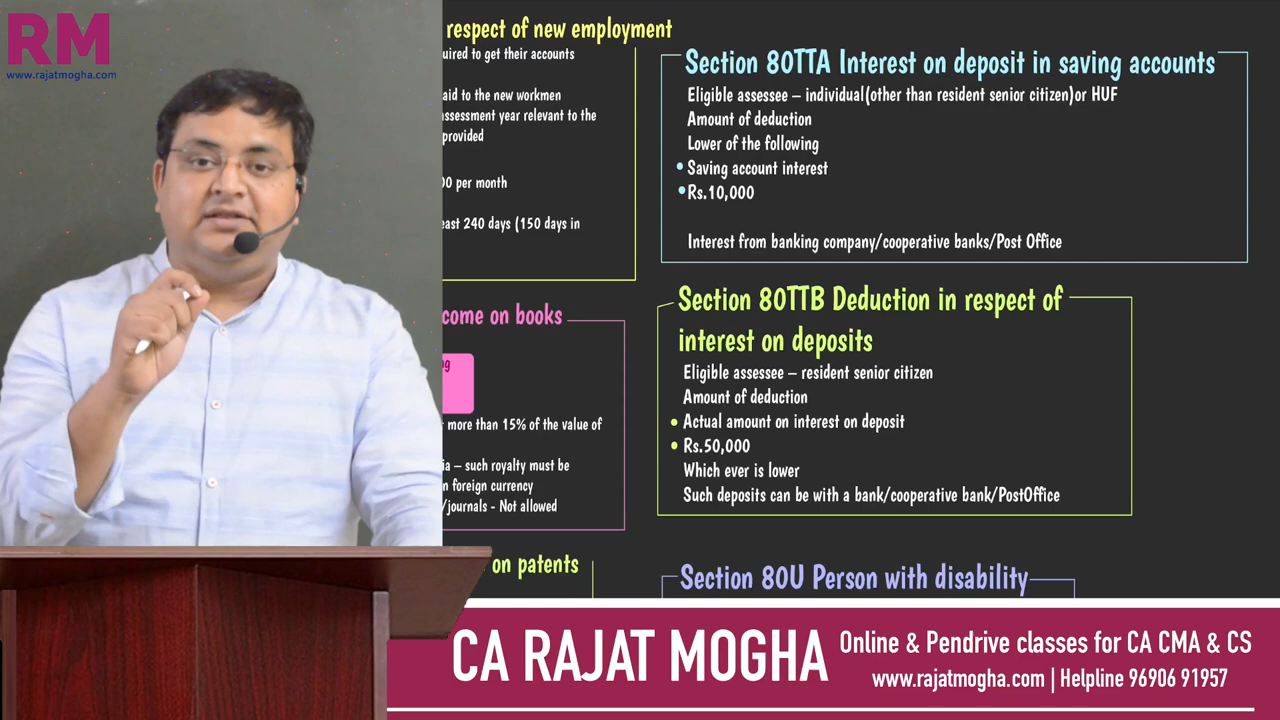 RM
www.rajatmogha.com
respect of new employment
uired to get their accounts
aid to the new workmen
assessment year relevant to the
provided
00 per month
east 240 days (150 days in
come on books
more than 15% of the value of
ia – such royalty must be
n foreign currency
/journals - Not allowed
on patents
Section 80TTA Interest on deposit in saving accounts
Eligible assessee – individual(other than resident senior citizen)or HUF
Amount of deduction
Lower of the following
• Saving account interest
• Rs.10,000
Interest from banking company/cooperative banks/Post Office
Section 80TTB Deduction in respect of
interest on deposits
Eligible assessee – resident senior citizen
Amount of deduction
• Actual amount on interest on deposit
• Rs.50,000
Which ever is lower
Such deposits can be with a bank/cooperative bank/PostOffice
Section 80U Person with disability
CA RAJAT MOGHA
Online & Pendrive classes for CA CMA & CS
www.rajatmogha.com | Helpline 96906 91957